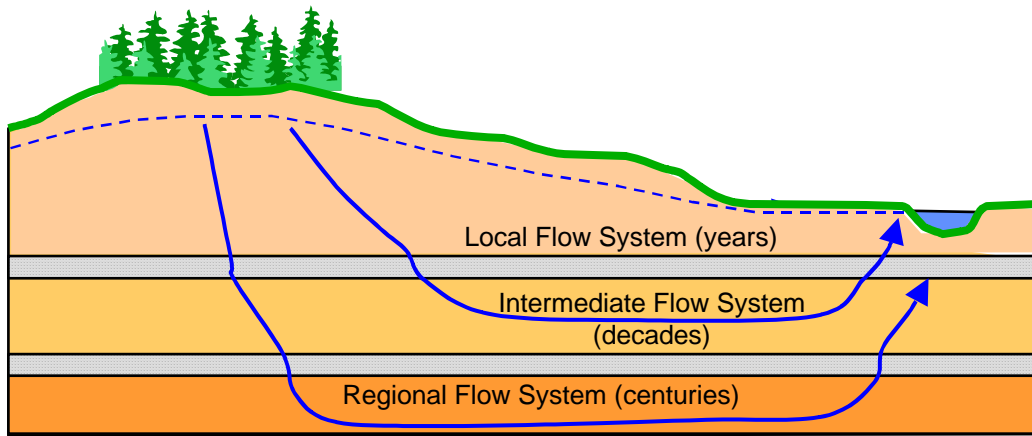 Local Flow System (years)
Intermediate Flow System
(decades)
Regional Flow System (centuries)